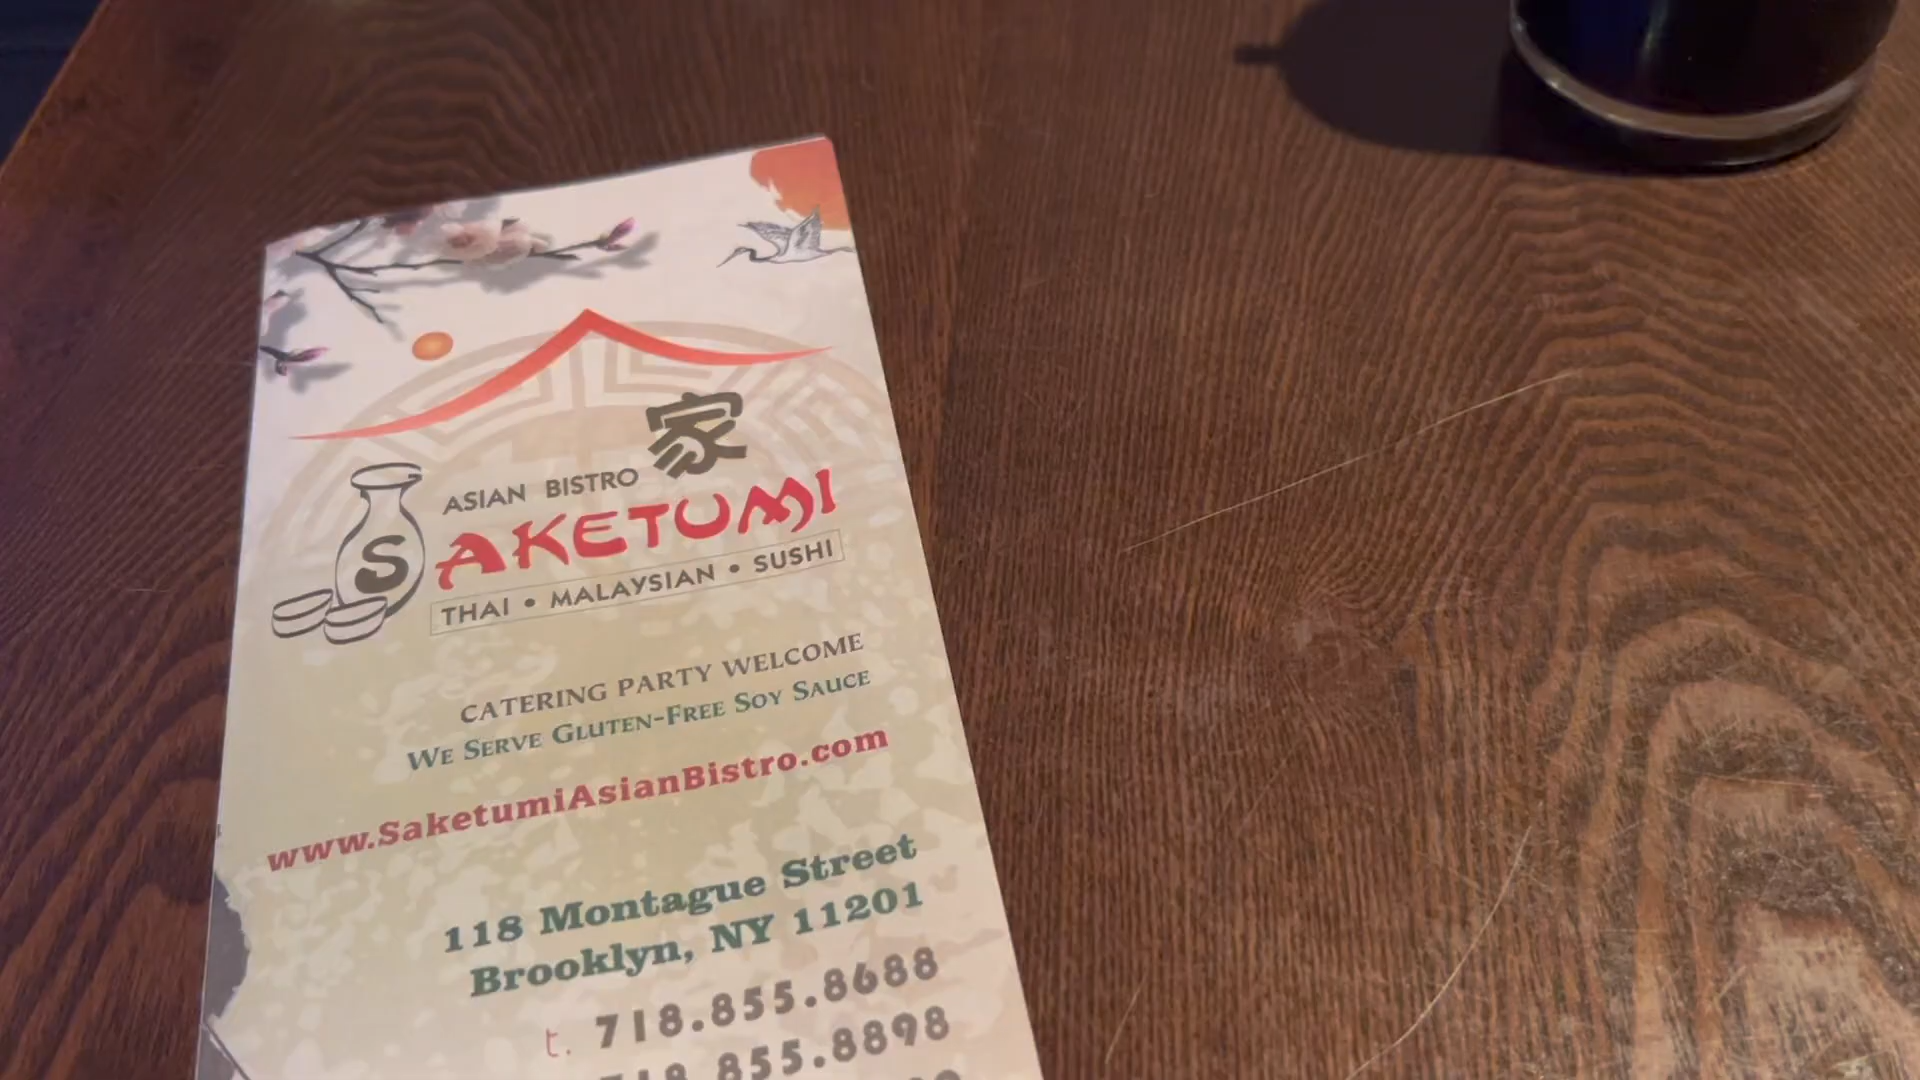 家
ASIAN BISTRO
SAKETUMI
THAI • MALAYSIAN • SUSHI
CATERING PARTY WELCOME
WE SERVE GLUTEN-FREE SOY SAUCE
www.SaketumiAsianBistro.com
118 Montague Street
Brooklyn, NY 11201
t. 718.855.8688
718.855.8898